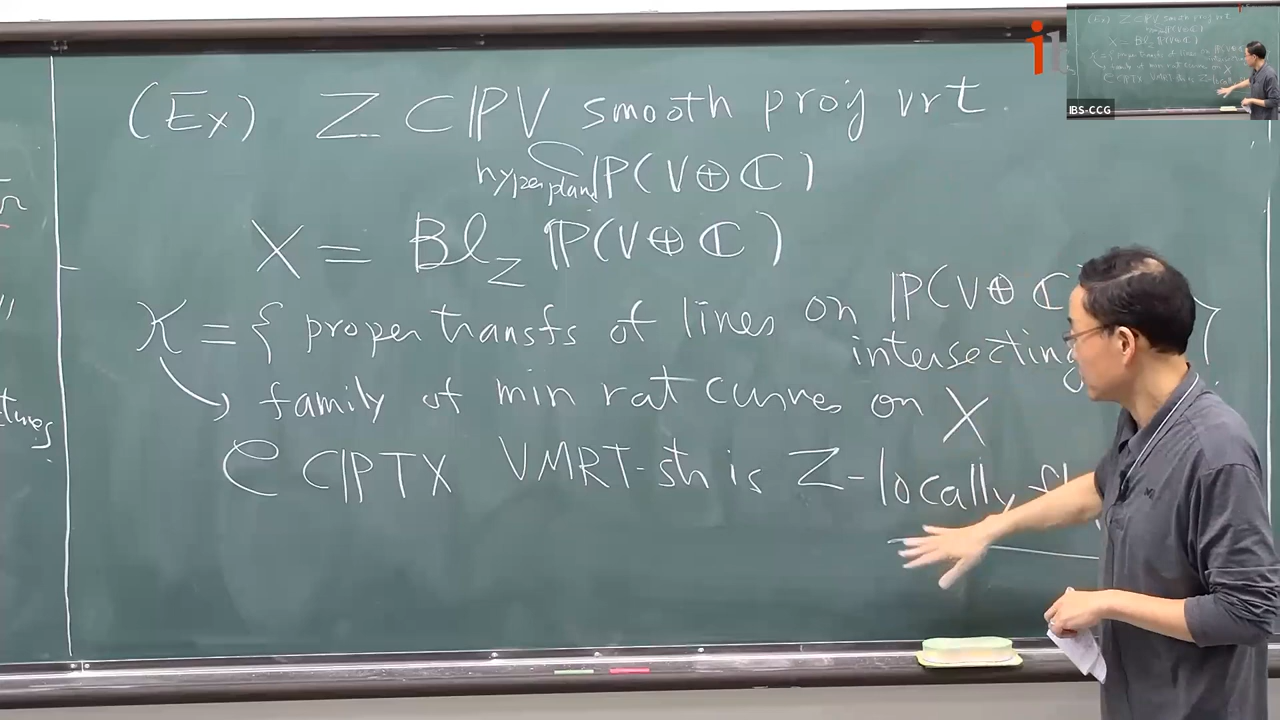 (Ex) Z ⊂ ℙV smooth proj vrt.
hyperplane ℙ(V⊕ℂ)
X = Bl_Z ℙ(V⊕ℂ)
𝒦 = { proper transfs of lines on ℙ(V⊕ℂ)
intersecting }
↳ family of min rat curves on X
𝒞 ⊂ ℙTX VMRT-str is Z-locally
IBS-CCG